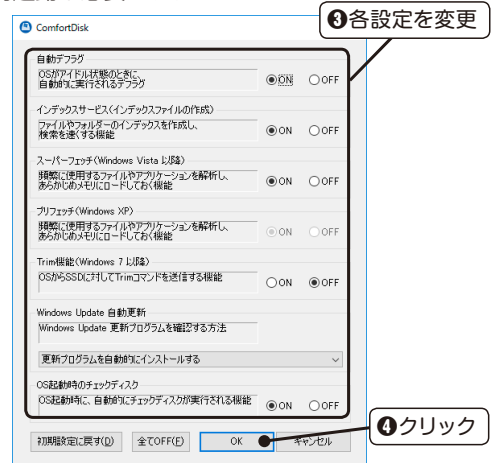 ❸各設定を変更
ComfortDisk
自動デフラグ
OSがアイドル状態のときに、
自動的に実行されるデフラグ
ON OFF
インデックスサービス(インデックスファイルの作成)
ファイルやフォルダーのインデックスを作成し、
検索を速くする機能
ON OFF
スーパーフェッチ(Windows Vista 以降)
頻繁に使用するファイルやアプリケーションを解析し、
あらかじめメモリにロードしておく機能
ON OFF
プリフェッチ(Windows XP)
頻繁に使用するファイルやアプリケーションを解析し、
あらかじめメモリにロードしておく機能
ON OFF
Trim機能(Windows 7 以降)
OSからSSDに対してTrimコマンドを送信する機能
ON OFF
Windows Update 自動更新
Windows Update 更新プログラムを確認する方法
更新プログラムを自動的にインストールする
OS起動時のチェックディスク
OS起動時に、自動的にチェックディスクが実行される機能
ON OFF
❹クリック
初期設定に戻す(D) 全てOFF(F) OK キャンセル